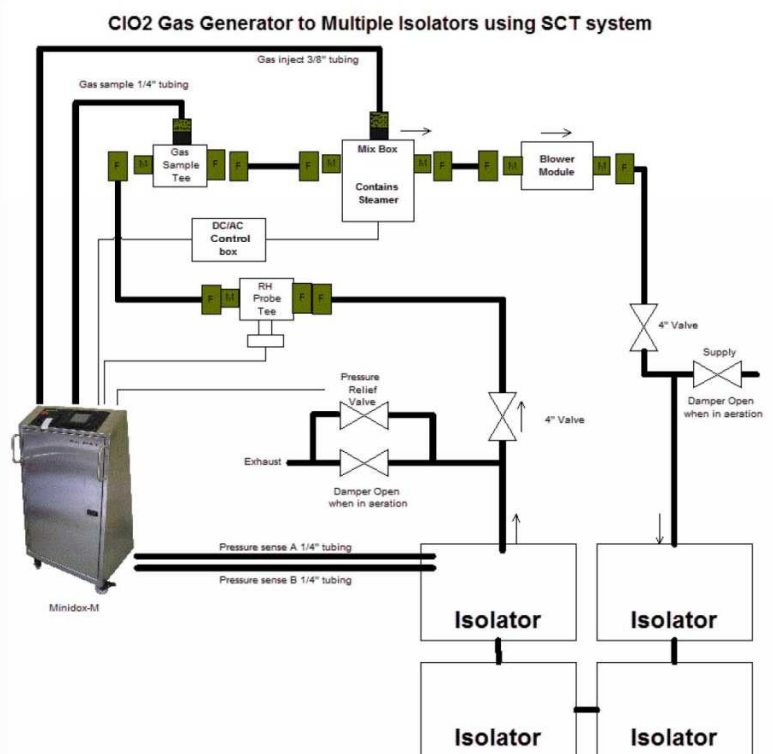 ClO2 Gas Generator to Multiple Isolators using SCT system
Gas inject 3/8" tubing
Gas sample 1/4" tubing
F
M
Gas
Sample
Tee
F
F
F
M
Mix Box
Contains
Steamer
M
F
F
M
Blower
Module
M
F
DC/AC
Control
box
F
M
RH
Probe
Tee
F
F
4" Valve
Supply
Damper Open
when in aeration
Pressure
Relief
Valve
4" Valve
Exhaust
Damper Open
when in aeration
Pressure sense A 1/4" tubing
Pressure sense B 1/4" tubing
Minidox-M
Isolator
Isolator
Isolator
Isolator